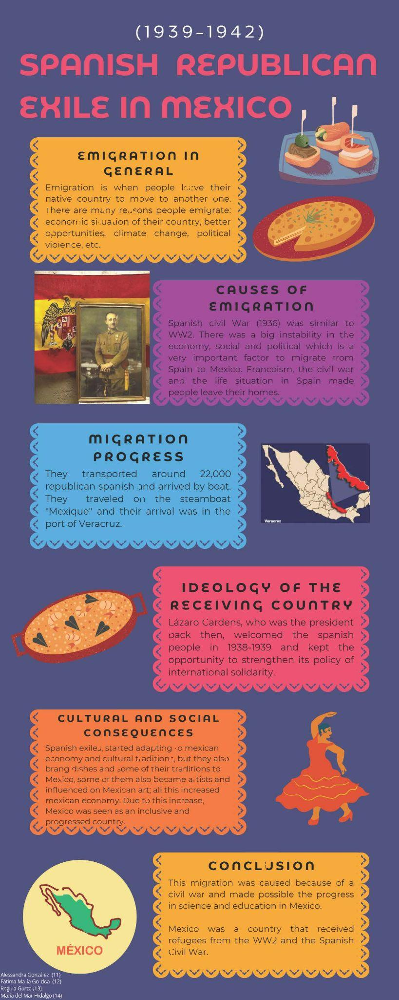 (1939-1942)
SPANISH REPUBLICAN
EXILE IN MEXICO
EMIGRATION IN
GENERAL
Emigration is when people leave their
native country to move to another one.
There are many reasons people emigrate:
economic situation of their country, better
opportunities, climate change, political
violence, etc.
CAUSES OF
EMIGRATION
Spanish civil War (1936) was similar to
WW2. There was a big instability in the
economy, social and political which is a
very important factor to migrate from
Spain to Mexico. Francoism, the civil war
and the life situation in Spain made
people leave their homes.
MIGRATION
PROGRESS
They transported around 22,000
republican spanish and arrived by boat.
They traveled on the steamboat
"Mexique" and their arrival was in the
port of Veracruz.
Veracruz
IDEOLOGY OF THE
RECEIVING COUNTRY
Lázaro Cardens, who was the president
back then, welcomed the spanish
people in 1938-1939 and kept the
opportunity to strengthen its policy of
international solidarity.
CULTURAL AND SOCIAL
CONSEQUENCES
Spanish exiles, started adapting to mexican
economy and cultural traditions, but they also
brang dishes and some of their traditions to
Mexico, some of them also became artists and
influenced on Mexican art; all this increased
mexican economy. Due to this increase,
Mexico was seen as an inclusive and
progressed country.
CONCLUSION
This migration was caused because of a
civil war and made possible the progress
in science and education in Mexico.
Mexico was a country that received
refugees from the WW2 and the Spanish
Civil War.
MÉXICO
Alessandra González (11)
Fátima (12)
Regina Gurza (13)
María del Mar Hidalgo (14)